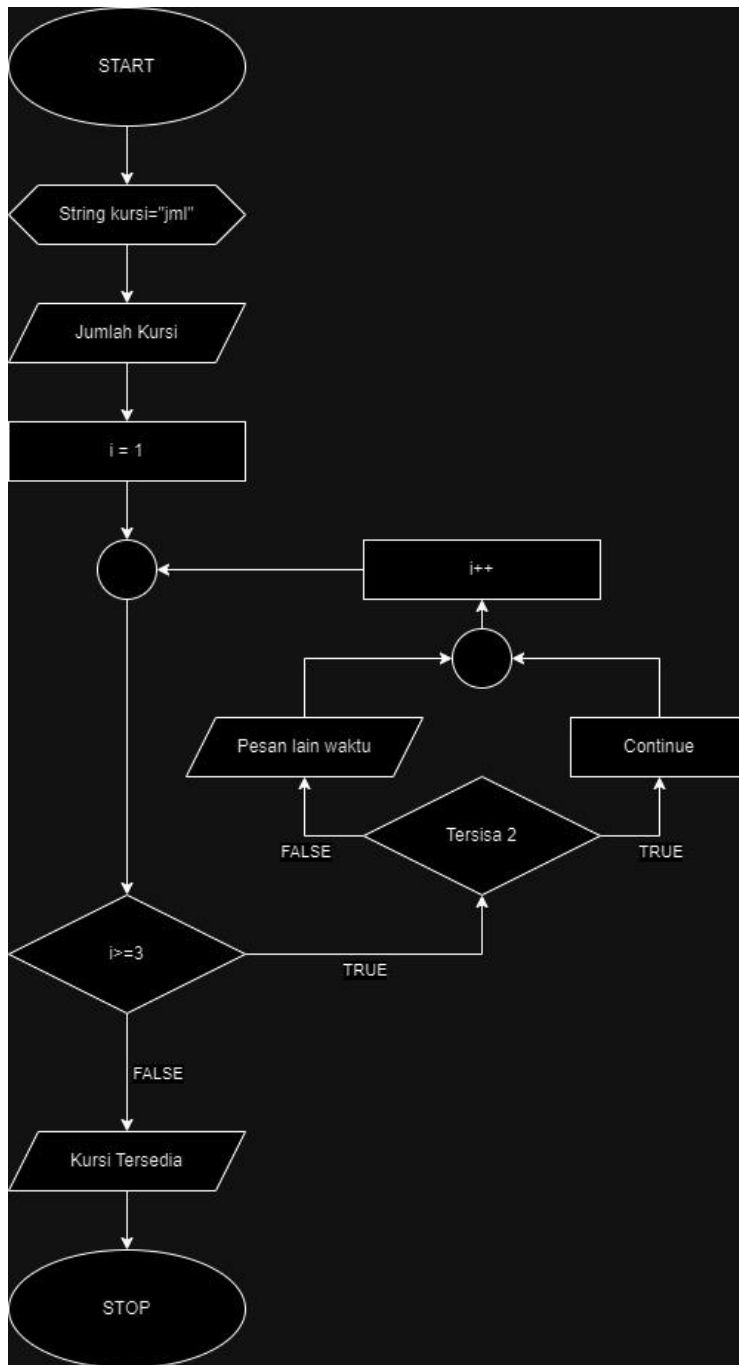 START
String kursi="jml"
Jumlah Kursi
i = 1
i++
Pesan lain waktu
Continue
Tersisa 2
FALSE
TRUE
i>=3
TRUE
FALSE
Kursi Tersedia
STOP